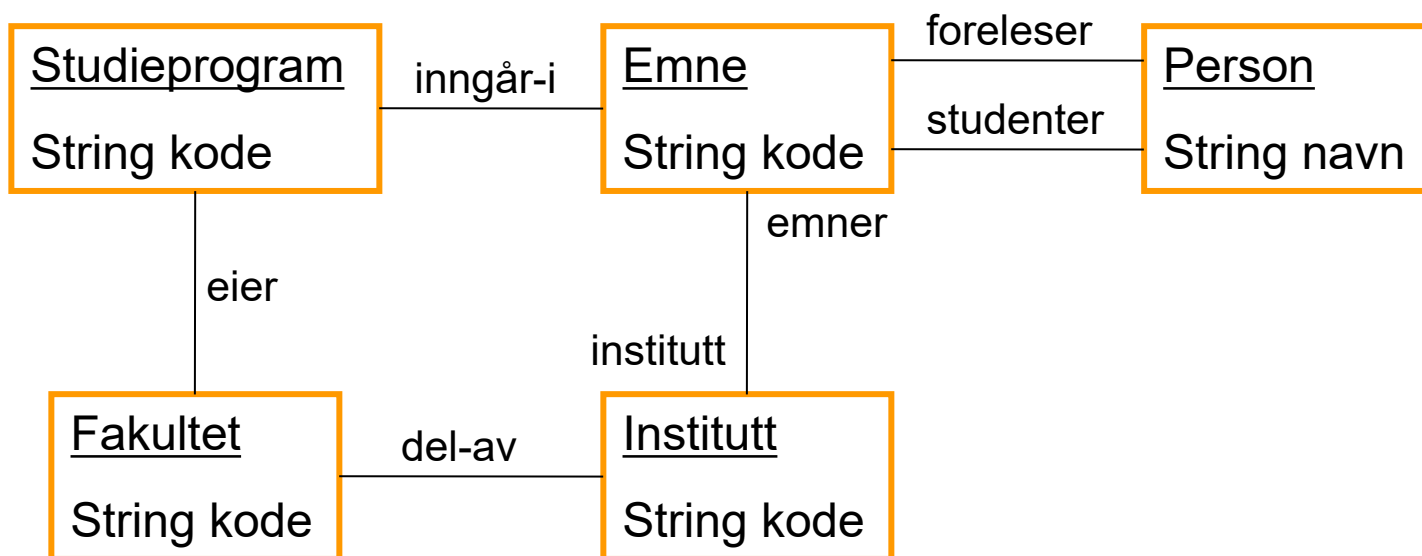 Studieprogram
String kode
inngår-i
Emne
String kode
foreleser
studenter
Person
String navn
eier
emner
institutt
Fakultet
String kode
del-av
Institutt
String kode